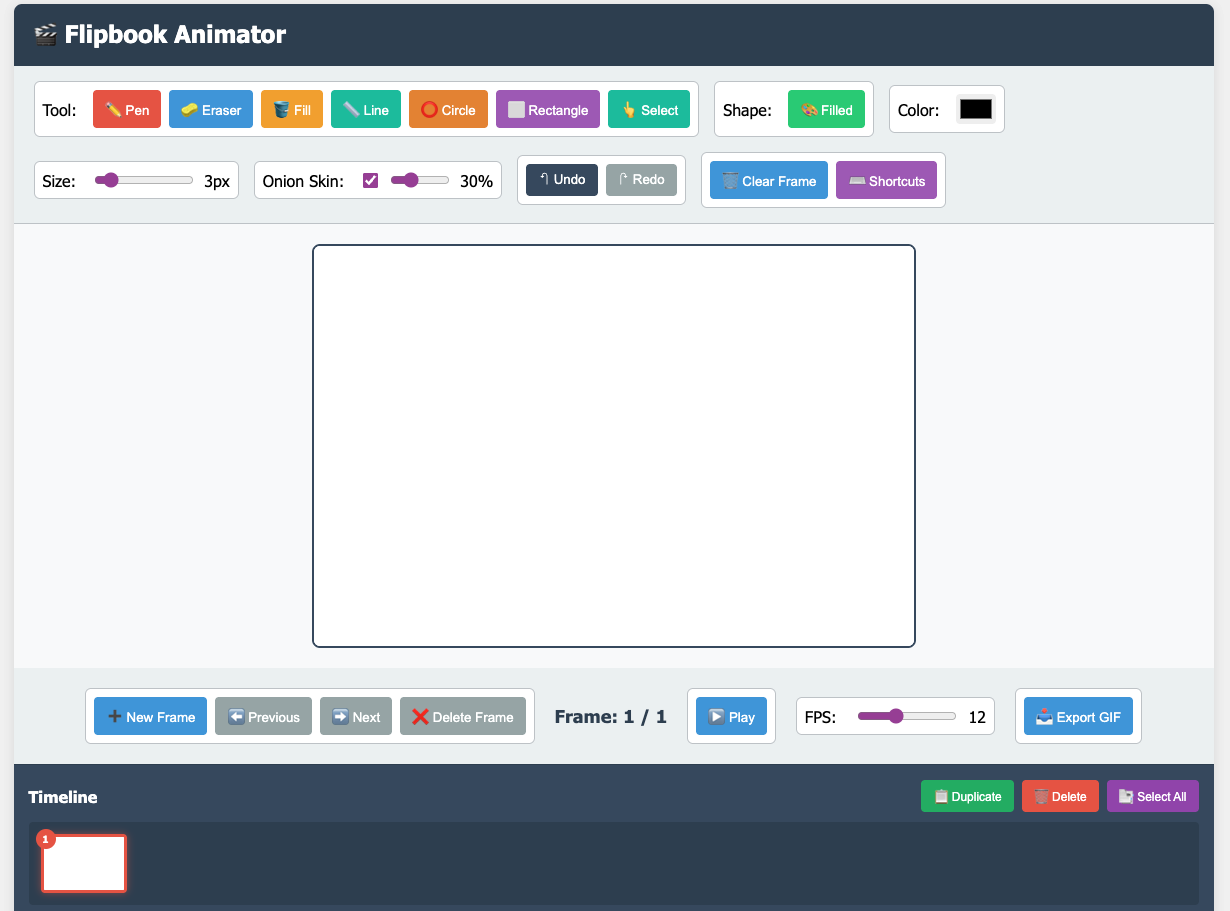 Flipbook Animator
Tool: Pen Eraser Fill Line Circle Rectangle Select Shape: Filled Color:
Size: 3px Onion Skin: 30% Undo Redo Clear Frame Shortcuts
New Frame Previous Next Delete Frame Frame: 1 / 1 Play FPS: 12 Export GIF
Timeline Duplicate Delete Select All
1